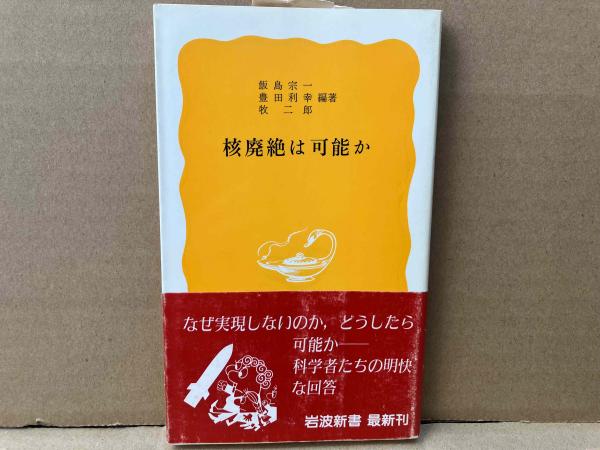 飯島宗一
豊田利幸編著
牧二郎
核廃絶は可能か
なぜ実現しないのか，どうしたら
可能か——
科学者たちの明快
な回答
岩波新書 最新刊